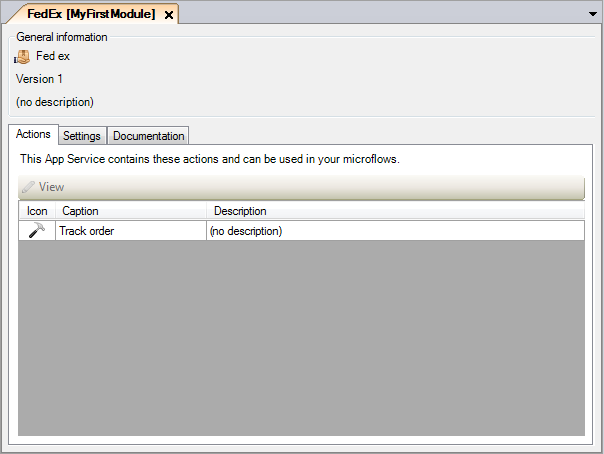 FedEx [MyFirstModule]
General information
Fed ex
Version 1
(no description)
Actions Settings Documentation
This App Service contains these actions and can be used in your microflows.
View
Icon Caption Description
Track order (no description)